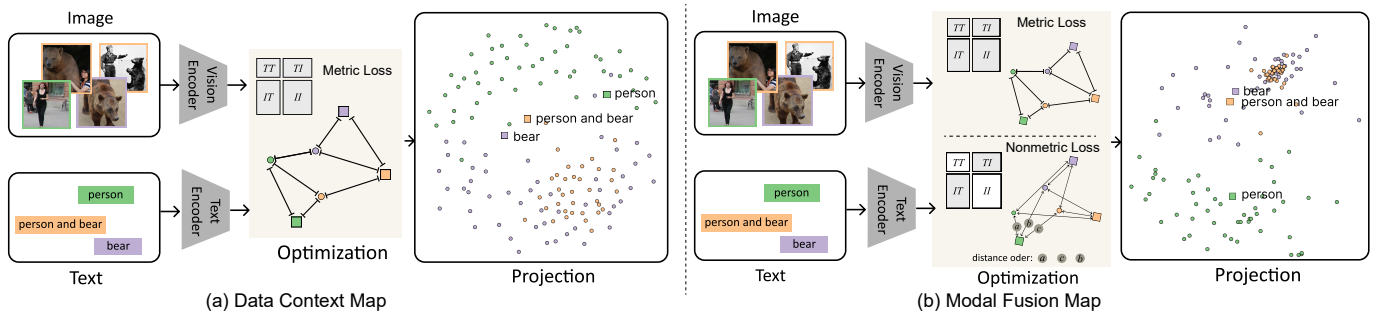 Image
Vision
Encoder
TT TI
IT II
Metric Loss
person
person and bear
bear
person
person and bear
bear
Text
Encoder
Text
Optimization
Projection
(a) Data Context Map
Image
Vision
Encoder
TT TI
IT II
Metric Loss
Nonmetric Loss
TT TI
IT II
a b c
distance oder: a c b
bear
person and bear
person
person
person and bear
bear
Text
Encoder
Text
Optimization
Projection
(b) Modal Fusion Map